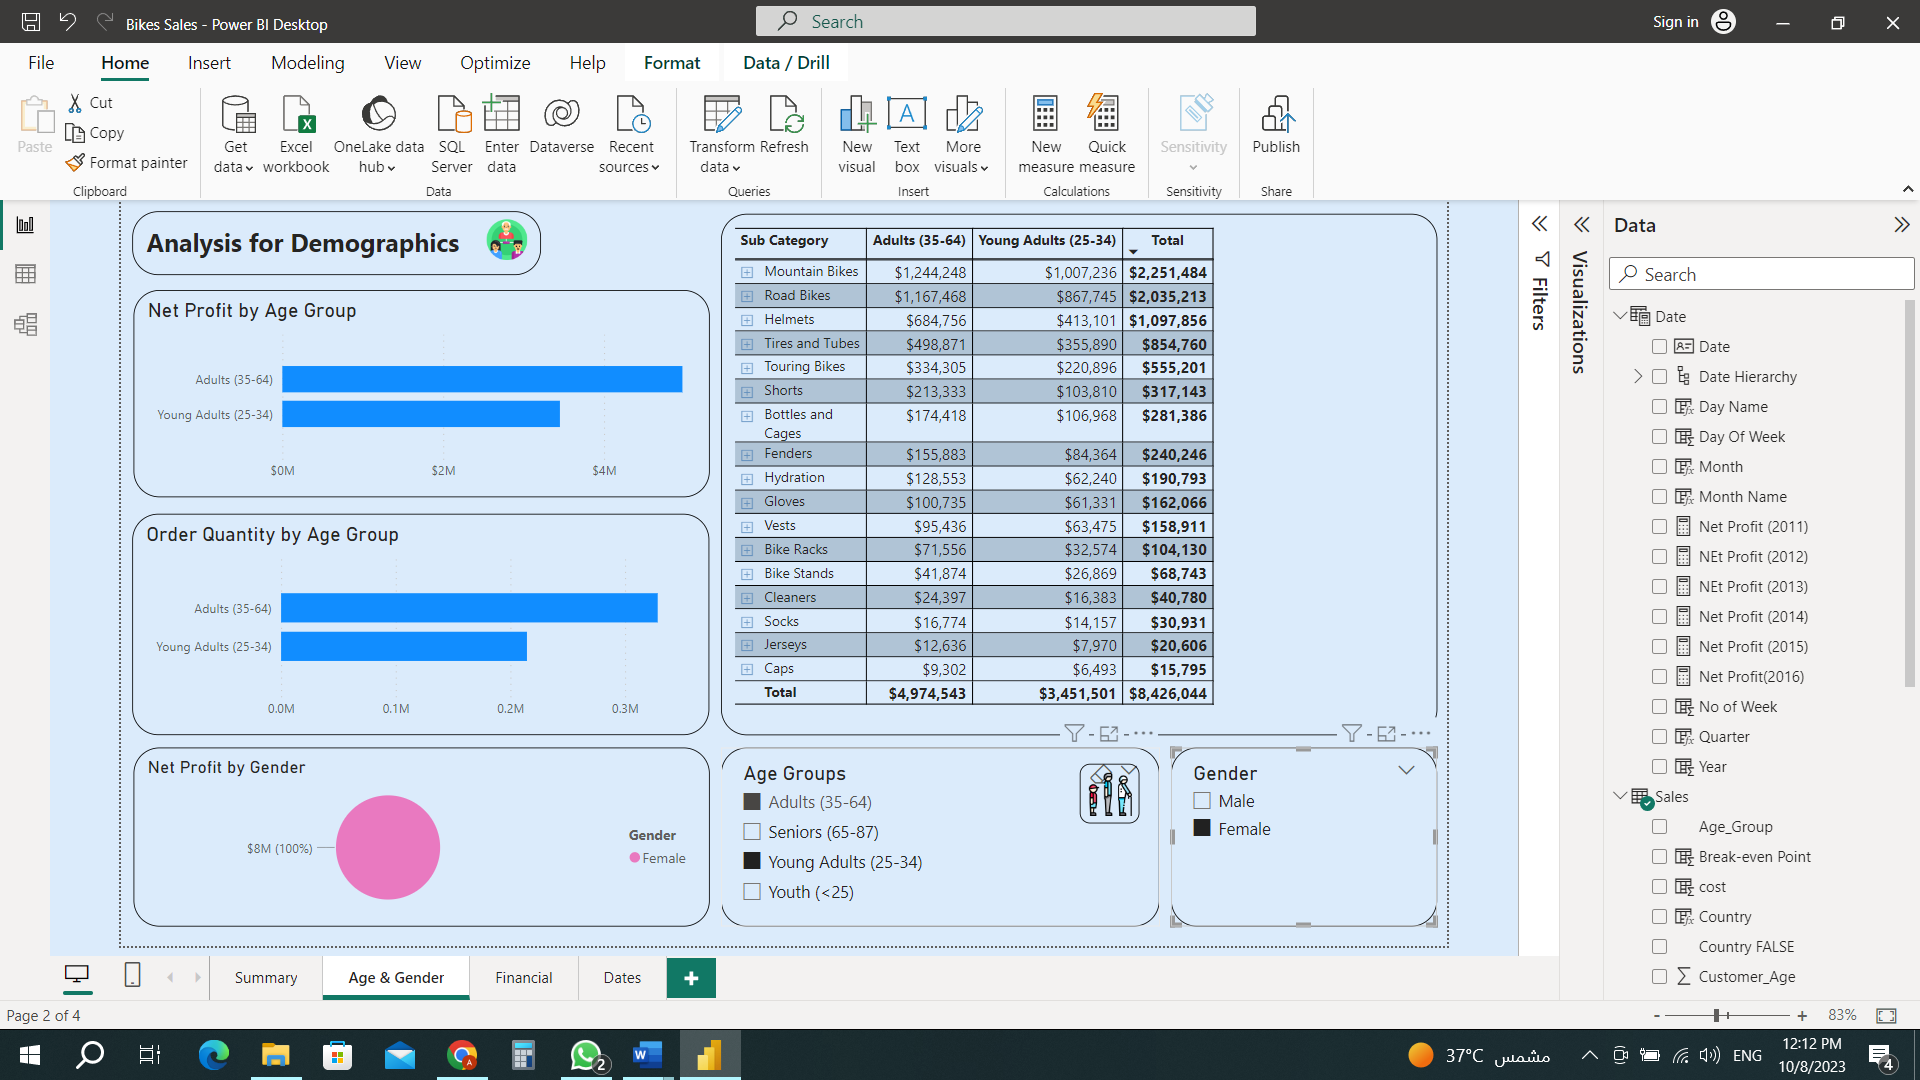 Bikes Sales - Power BI Desktop
Search
Sign in
File Home Insert Modeling View Optimize Help Format Data / Drill
Paste
Cut
Copy
Format painter
Clipboard
Get data
Excel workbook
OneLake data hub
SQL Server
Enter data
Dataverse
Recent sources
Data
Transform data
Refresh
Queries
New visual
Text box
More visuals
Insert
New measure
Quick measure
Calculations
Sensitivity
Sensitivity
Publish
Share
Analysis for Demographics
Net Profit by Age Group
Adults (35-64)
Young Adults (25-34)
$0M $2M $4M
Order Quantity by Age Group
Adults (35-64)
Young Adults (25-34)
0.0M 0.1M 0.2M 0.3M
Net Profit by Gender
$8M (100%)
Gender
Female
Sub Category Adults (35-64) Young Adults (25-34) Total
Mountain Bikes $1,244,248 $1,007,236 $2,251,484
Road Bikes $1,167,468 $867,745 $2,035,213
Helmets $684,756 $413,101 $1,097,856
Tires and Tubes $498,871 $355,890 $854,760
Touring Bikes $334,305 $220,896 $555,201
Shorts $213,333 $103,810 $317,143
Bottles and Cages $174,418 $106,968 $281,386
Fenders $155,883 $84,364 $240,246
Hydration $128,553 $62,240 $190,793
Gloves $100,735 $61,331 $162,066
Vests $95,436 $63,475 $158,911
Bike Racks $71,556 $32,574 $104,130
Bike Stands $41,874 $26,869 $68,743
Cleaners $24,397 $16,383 $40,780
Socks $16,774 $14,157 $30,931
Jerseys $12,636 $7,970 $20,606
Caps $9,302 $6,493 $15,795
Total $4,974,543 $3,451,501 $8,426,044
Age Groups
Adults (35-64)
Seniors (65-87)
Young Adults (25-34)
Youth (<25)
Gender
Male
Female
Filters
Visualizations
Data
Search
Date
Date
Date Hierarchy
Day Name
Day Of Week
Month
Month Name
Net Profit (2011)
NEt Profit (2012)
NEt Profit (2013)
Net Profit (2014)
Net Profit (2015)
Net Profit(2016)
No of Week
Quarter
Year
Sales
Age_Group
Break-even Point
cost
Country
Country FALSE
Customer_Age
Summary Age & Gender Financial Dates
Page 2 of 4
- + 83%
2
37°C مشمس
ENG
12:12 PM
10/8/2023
4